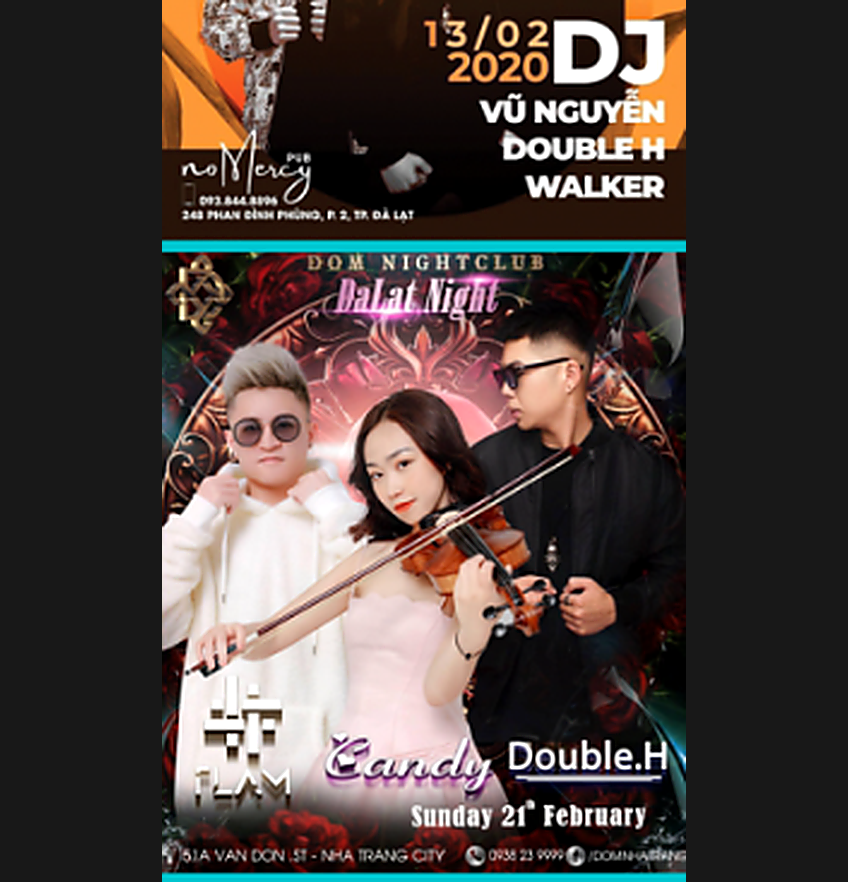 13/02
2020
DJ
VŨ NGUYỄN
DOUBLE H
WALKER
noMercy
PUB
093.844.8896
248 PHAN ĐÌNH PHÙNG, P. 2, TP. ĐÀ LẠT
DOM NIGHTCLUB
DaLat Night
FLAM
Candy
Double.H
Sunday 21th February
51A VAN DON .ST - NHA TRANG CITY
0938 23 9999
/DOMNHATRANG